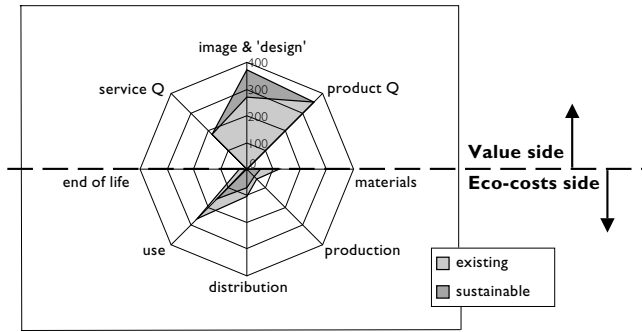 image & 'design'
400
service Q
product Q
300
200
100
0
Value side
end of life
materials
Eco-costs side
use
production
distribution
existing
sustainable